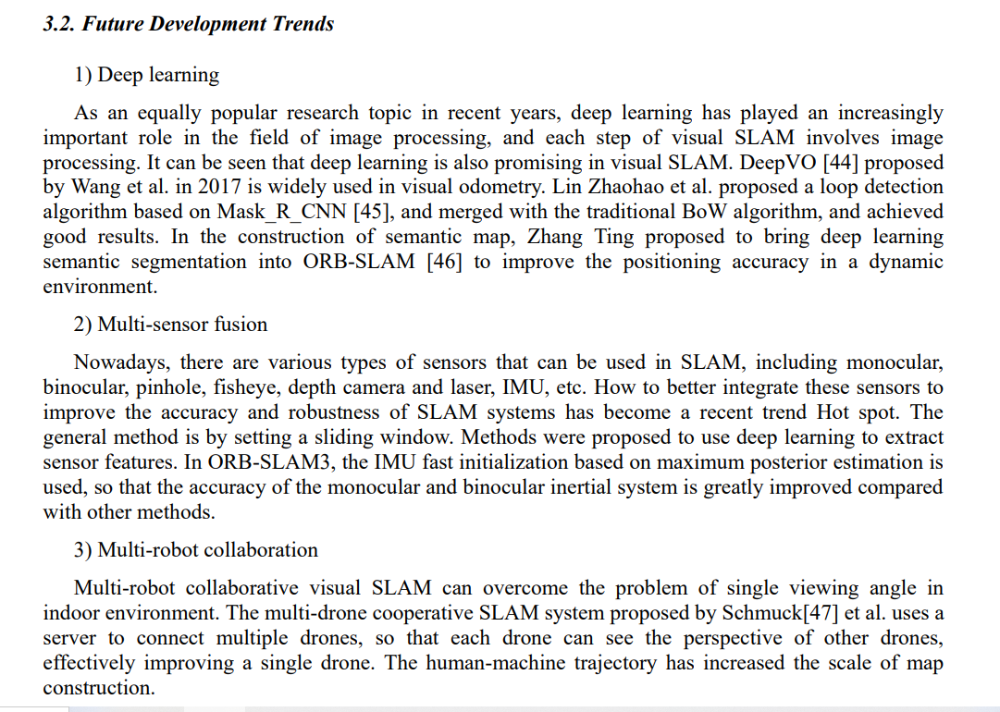 3.2. Future Development Trends
1) Deep learning
As an equally popular research topic in recent years, deep learning has played an increasingly
important role in the field of image processing, and each step of visual SLAM involves image
processing. It can be seen that deep learning is also promising in visual SLAM. DeepVO [44] proposed
by Wang et al. in 2017 is widely used in visual odometry. Lin Zhaohao et al. proposed a loop detection
algorithm based on Mask_R_CNN [45], and merged with the traditional BoW algorithm, and achieved
good results. In the construction of semantic map, Zhang Ting proposed to bring deep learning
semantic segmentation into ORB-SLAM [46] to improve the positioning accuracy in a dynamic
environment.
2) Multi-sensor fusion
Nowadays, there are various types of sensors that can be used in SLAM, including monocular,
binocular, pinhole, fisheye, depth camera and laser, IMU, etc. How to better integrate these sensors to
improve the accuracy and robustness of SLAM systems has become a recent trend Hot spot. The
general method is by setting a sliding window. Methods were proposed to use deep learning to extract
sensor features. In ORB-SLAM3, the IMU fast initialization based on maximum posterior estimation is
used, so that the accuracy of the monocular and binocular inertial system is greatly improved compared
with other methods.
3) Multi-robot collaboration
Multi-robot collaborative visual SLAM can overcome the problem of single viewing angle in
indoor environment. The multi-drone cooperative SLAM system proposed by Schmuck[47] et al. uses a
server to connect multiple drones, so that each drone can see the perspective of other drones,
effectively improving a single drone. The human-machine trajectory has increased the scale of map
construction.